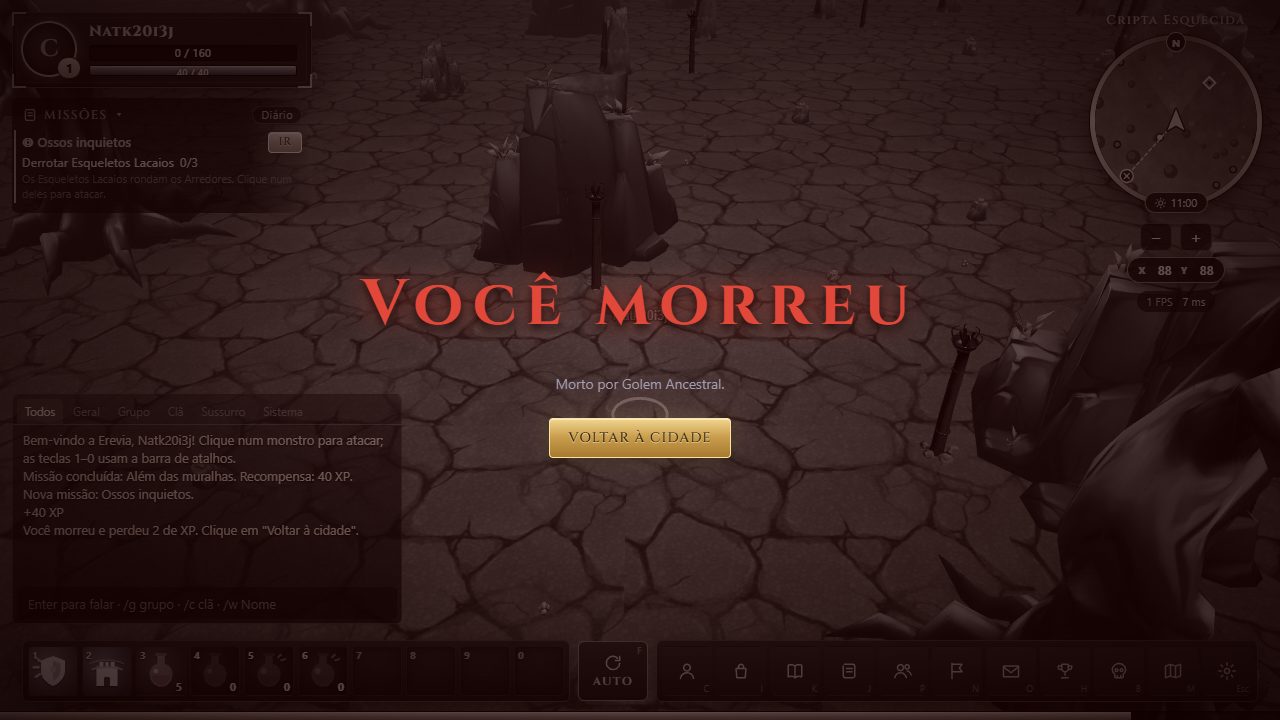 Natk20i3j
C
0 / 160
1
40 / 40
MISSÕES
Diário
Ossos inquietos
IR
Derrotar Esqueletos Lacaios 0/3
Os Esqueletos Lacaios rondam os Arredores. Clique num
deles para atacar.
Cripta Esquecida
N
11:00
− +
X 88 Y 88
1 FPS 7 ms
Você morreu
Morto por Golem Ancestral.
VOLTAR À CIDADE
Todos Geral Grupo Clã Sussurro Sistema
Bem-vindo a Erevia, Natk20i3j! Clique num monstro para atacar;
as teclas 1–0 usam a barra de atalhos.
Missão concluída: Além das muralhas. Recompensa: 40 XP.
Nova missão: Ossos inquietos.
+40 XP
Você morreu e perdeu 2 de XP. Clique em "Voltar à cidade".
Enter para falar · /g grupo · /c clã · /w Nome
1 2 3 4 5 6 7 8 9 0
5 0 0 0
F
AUTO
C I K J P N O H B M Esc